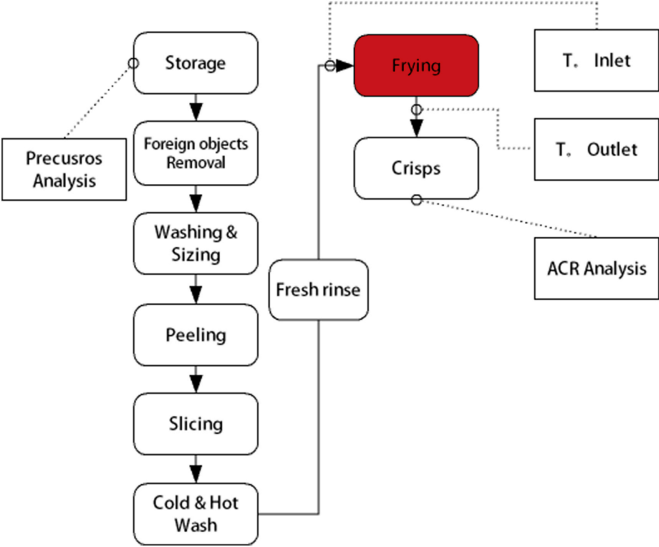 Storage
Foreign objects
Removal
Precusros
Analysis
Washing &
Sizing
Peeling
Slicing
Cold & Hot
Wash
Fresh rinse
Frying
Crisps
T。 Inlet
T。 Outlet
ACR Analysis